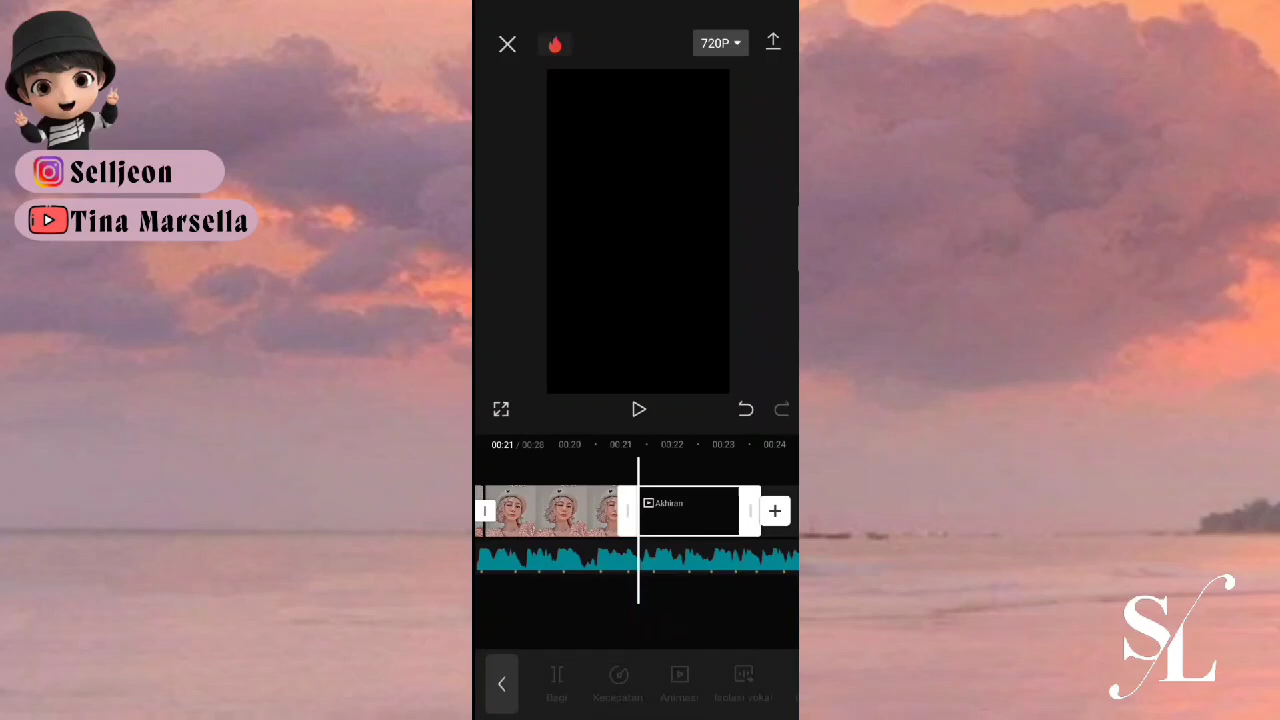 Selljeon
Tina Marsella
720P
00:21 / 00:28 00:20 00:21 00:22 00:23 00:24
Akhiran
Bagi Kecepatan Animasi Isolasi vokal
SL